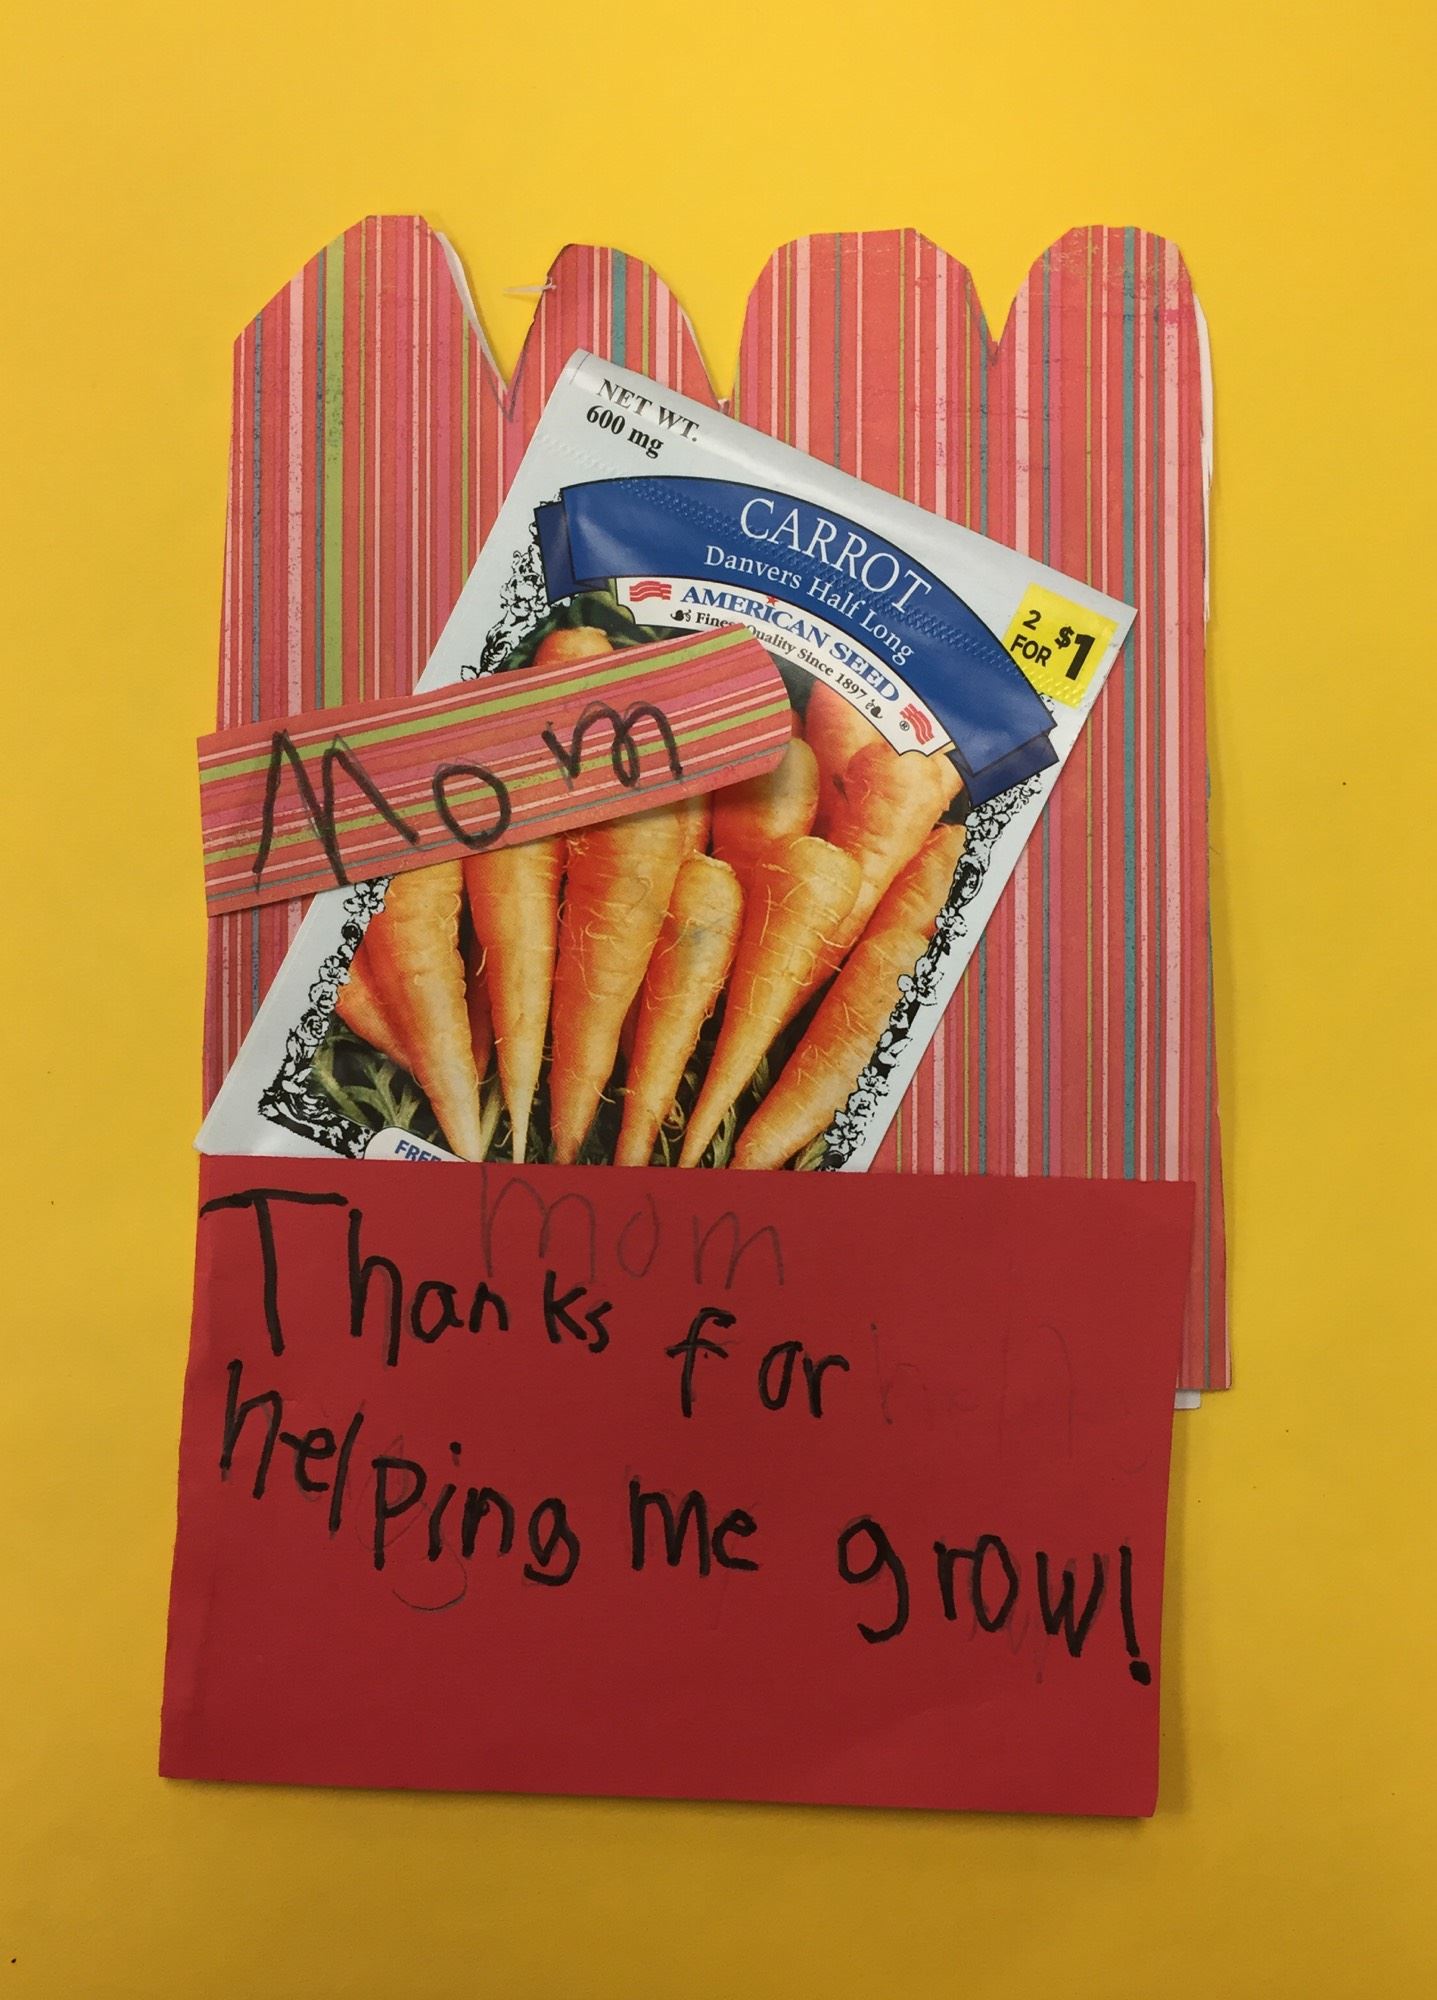 NET WT.
600 mg
CARROT
Danvers Half Long
AMERICAN SEED
Quality Since 1897
®
2
FOR $1
Mom
FREE
mom
Thanks for
helping me grow!